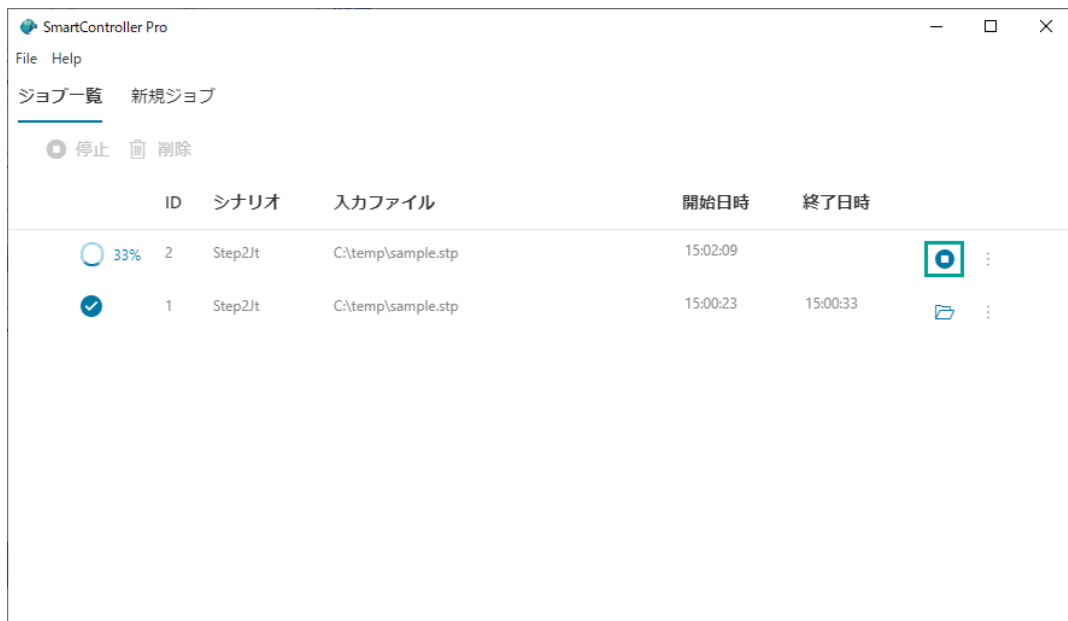 SmartController Pro
File Help
ジョブ一覧 新規ジョブ
停止 削除
ID シナリオ 入力ファイル 開始日時 終了日時
33% 2 Step2Jt C:\temp\sample.stp 15:02:09
1 Step2Jt C:\temp\sample.stp 15:00:23 15:00:33